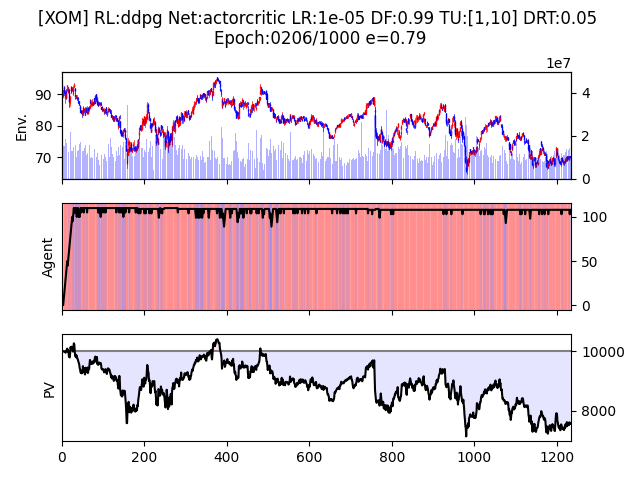 [XOM] RL:ddpg Net:actorcritic LR:1e-05 DF:0.99 TU:[1,10] DRT:0.05
Epoch:0206/1000 e=0.79
1e7
Env.
90
80
70
4
2
0
Agent
100
50
0
PV
10000
8000
0 200 400 600 800 1000 1200